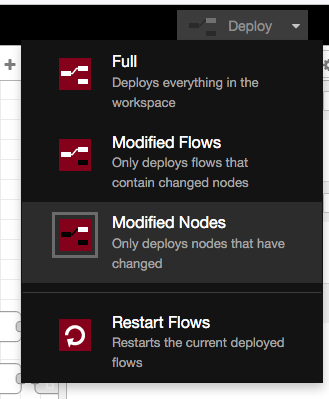 Deploy
Full
Deploys everything in the
workspace
Modified Flows
Only deploys flows that
contain changed nodes
Modified Nodes
Only deploys nodes that have
changed
Restart Flows
Restarts the current deployed
flows